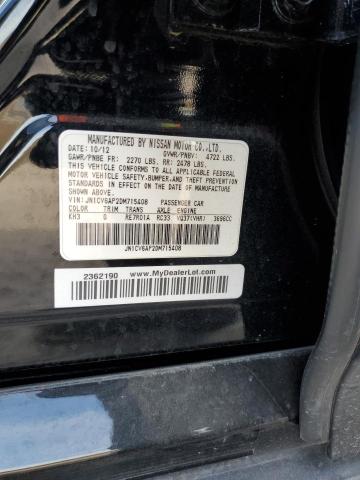 MANUFACTURED BY NISSAN MOTOR CO.,LTD.
DATE: 10/12 GVWR/PNBV: 4722 LBS.
GAWR/PNBE FR: 2270 LBS. RR: 2478 LBS.
THIS VEHICLE CONFORMS TO ALL APPLICABLE FEDERAL
MOTOR VEHICLE SAFETY,BUMPER,AND THEFT PREVENTION
STANDARDS IN EFFECT ON THE DATE OF MANUFACTURE
SHOWN ABOVE.
VIN: JN1CV6AP2DM715408 PASSENGER CAR
COLOR TRIM TRANS AXLE ENGINE
KH3 G RE7R01A RC33 VQ37(VHR) 3696CC
JN1CV6AP2DM715408
2362190 www.MyDealerLot.com